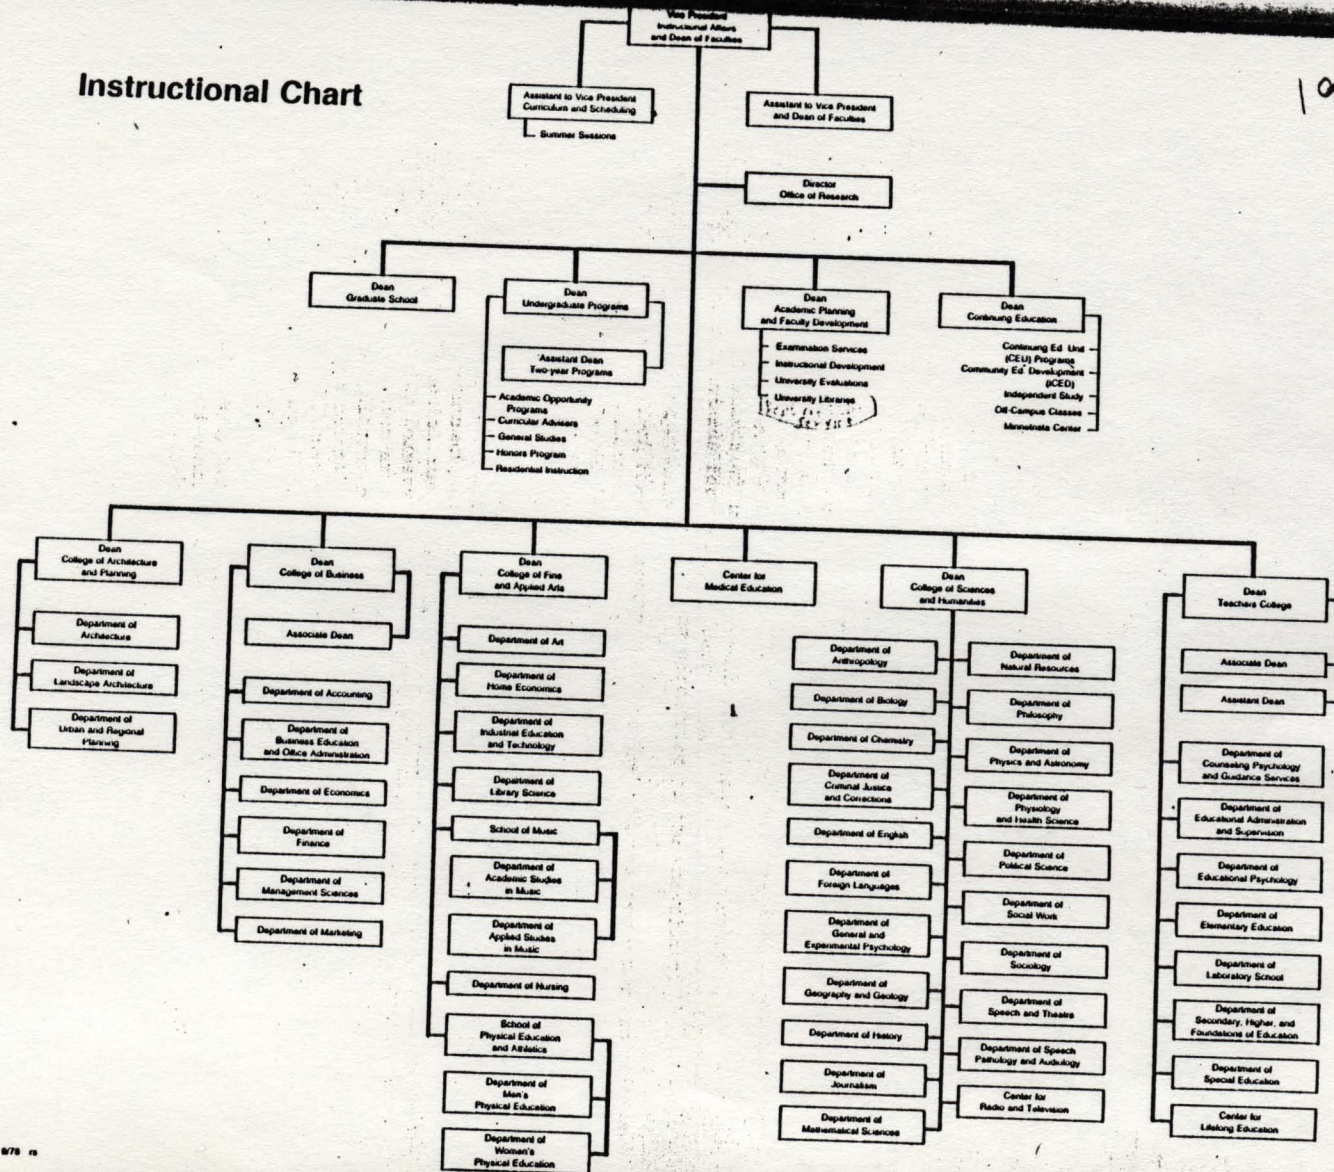 Vice President
Instructional Affairs
and Dean of Faculties
Instructional Chart
Assistant to Vice President
Curriculum and Scheduling
Summer Sessions
Assistant to Vice President
and Dean of Faculties
Director
Office of Research
Dean
Graduate School
Dean
Undergraduate Programs
Assistant Dean
Two-year Programs
Academic Opportunity
Programs
Curricular Advisers
General Studies
Honors Program
Residential Instruction
Dean
Academic Planning
and Faculty Development
Examination Services
Instructional Development
University Evaluations
University Libraries
Dean
Continuing Education
Continuing Ed Unit
(CEU) Programs
Community Ed Development
(ICED)
Independent Study
Off-Campus Classes
Minnetrista Center
Dean
College of Architecture
and Planning
Department of
Architecture
Department of
Landscape Architecture
Department of
Urban and Regional
Planning
Dean
College of Business
Associate Dean
Department of Accounting
Department of
Business Education
and Office Administration
Department of Economics
Department of
Finance
Department of
Management Sciences
Department of Marketing
Dean
College of Fine
and Applied Arts
Department of Art
Department of
Home Economics
Department of
Industrial Education
and Technology
Department of
Library Science
School of Music
Department of
Academic Studies
in Music
Department of
Applied Studies
in Music
Department of Nursing
School of
Physical Education
and Athletics
Department of
Men's
Physical Education
Department of
Women's
Physical Education
Center for
Medical Education
Dean
College of Sciences
and Humanities
Department of
Anthropology
Department of Biology
Department of Chemistry
Department of
Criminal Justice
and Corrections
Department of English
Department of
Foreign Languages
Department of
General and
Experimental Psychology
Department of
Geography and Geology
Department of History
Department of
Journalism
Department of
Mathematical Sciences
Department of
Natural Resources
Department of
Philosophy
Department of
Physics and Astronomy
Department of
Physiology
and Health Science
Department of
Political Science
Department of
Social Work
Department of
Sociology
Department of
Speech and Theatre
Department of Speech
Pathology and Audiology
Center for
Radio and Television
Dean
Teachers College
Associate Dean
Assistant Dean
Department of
Counseling Psychology
and Guidance Services
Department of
Educational Administration
and Supervision
Department of
Educational Psychology
Department of
Elementary Education
Department of
Laboratory School
Department of
Secondary, Higher, and
Foundations of Education
Department of
Special Education
Center for
Lifelong Education